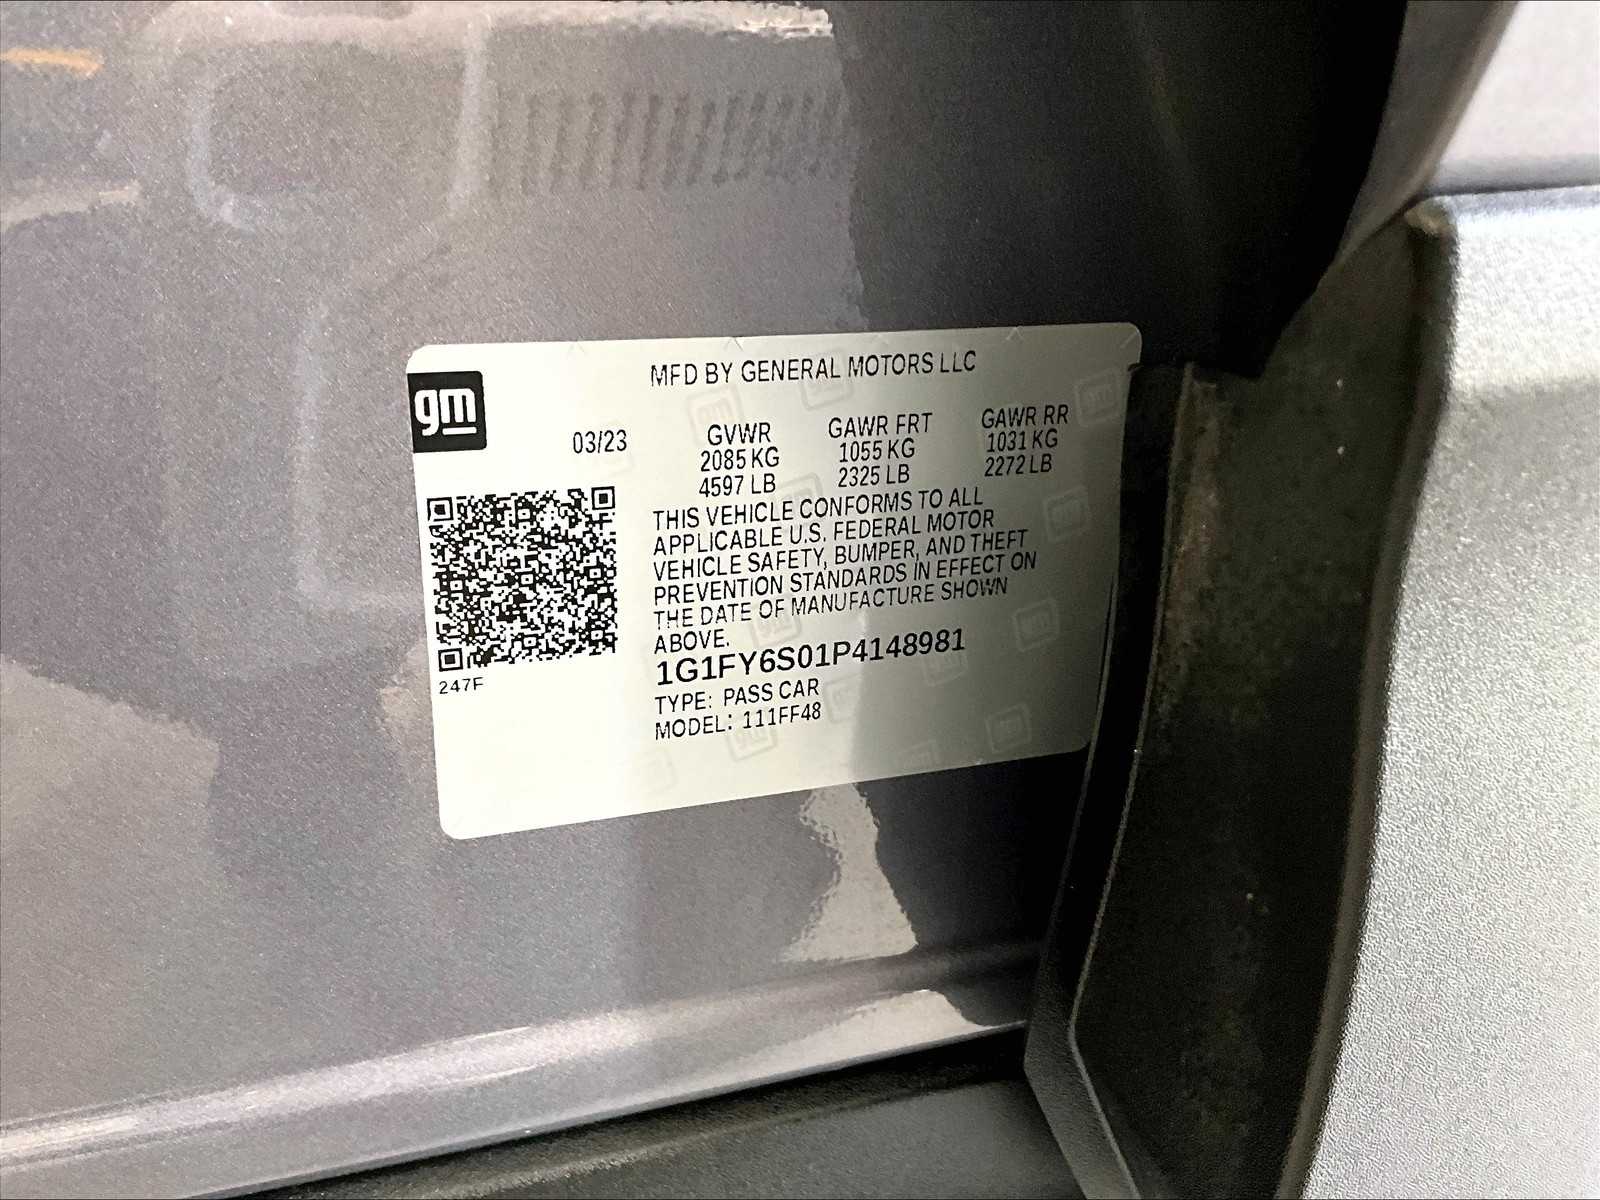 MFD BY GENERAL MOTORS LLC
gm
03/23
GVWR GAWR FRT GAWR RR
2085 KG 1055 KG 1031 KG
4597 LB 2325 LB 2272 LB
THIS VEHICLE CONFORMS TO ALL
APPLICABLE U.S. FEDERAL MOTOR
VEHICLE SAFETY, BUMPER, AND THEFT
PREVENTION STANDARDS IN EFFECT ON
THE DATE OF MANUFACTURE SHOWN
ABOVE.
1G1FY6S01P4148981
247F
TYPE: PASS CAR
MODEL: 111FF48